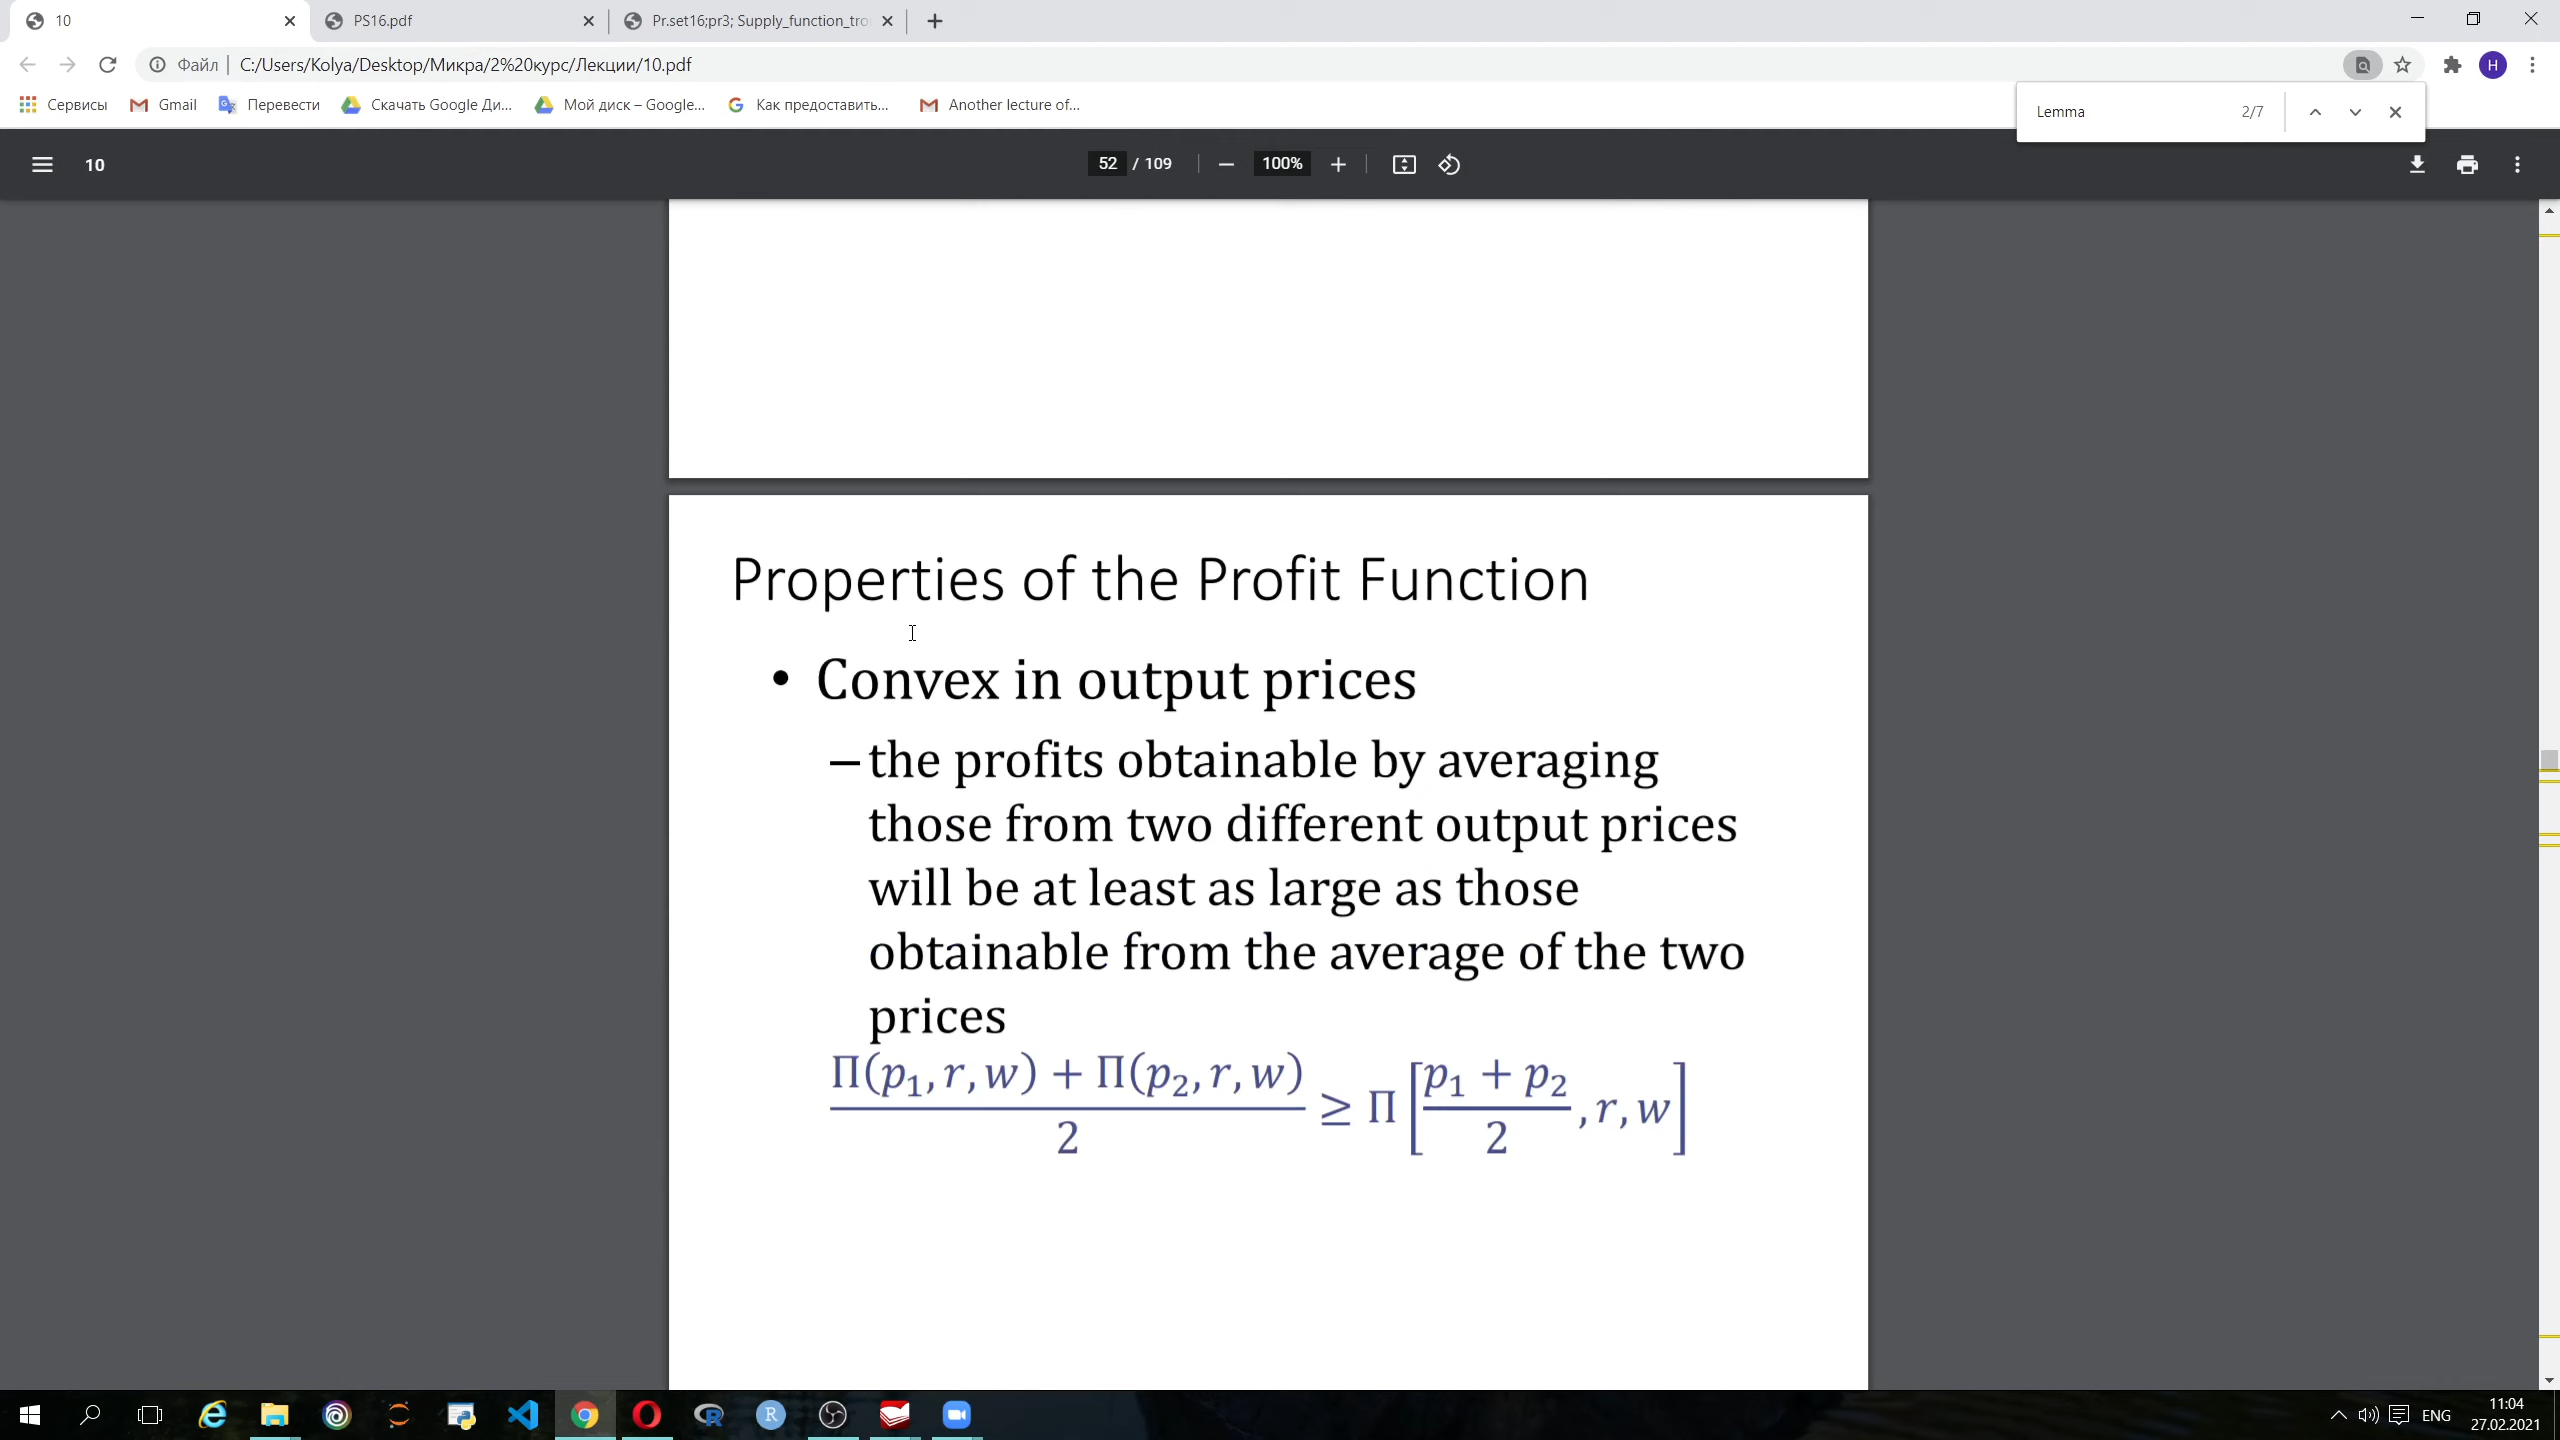 10
PS16.pdf
Pr.set16;pr3; Supply_function_tro
Файл
C:/Users/Kolya/Desktop/Микра/2%20курс/Лекции/10.pdf
H
Сервисы
Gmail
Перевести
Скачать Google Ди...
Мой диск – Google...
Как предоставить...
Another lecture of...
Lemma
2/7
10
52 / 109
100%
Properties of the Profit Function
• Convex in output prices
– the profits obtainable by averaging
those from two different output prices
will be at least as large as those
obtainable from the average of the two
prices
Π(p₁, r, w) + Π(p₂, r, w) / 2 ≥ Π [p₁ + p₂ / 2, r, w]
ENG
11:04
27.02.2021